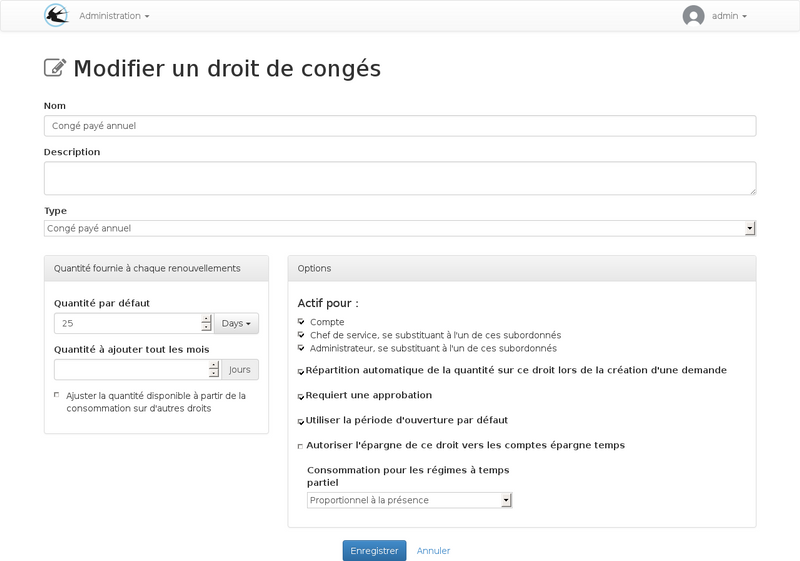 Administration
admin
Modifier un droit de congés
Nom
Congé payé annuel
Description
Type
Congé payé annuel
Quantité fournie à chaque renouvellements
Quantité par défaut
25
Days
Quantité à ajouter tout les mois
Jours
Ajuster la quantité disponible à partir de la
consommation sur d'autres droits
Options
Actif pour :
Compte
Chef de service, se substituant à l'un de ces subordonnés
Administrateur, se substituant à l'un de ces subordonnés
Répartition automatique de la quantité sur ce droit lors de la création d'une demande
Requiert une approbation
Utiliser la période d'ouverture par défaut
Autoriser l'épargne de ce droit vers les comptes épargne temps
Consommation pour les régimes à temps
partiel
Proportionnel à la présence
Enregistrer
Annuler